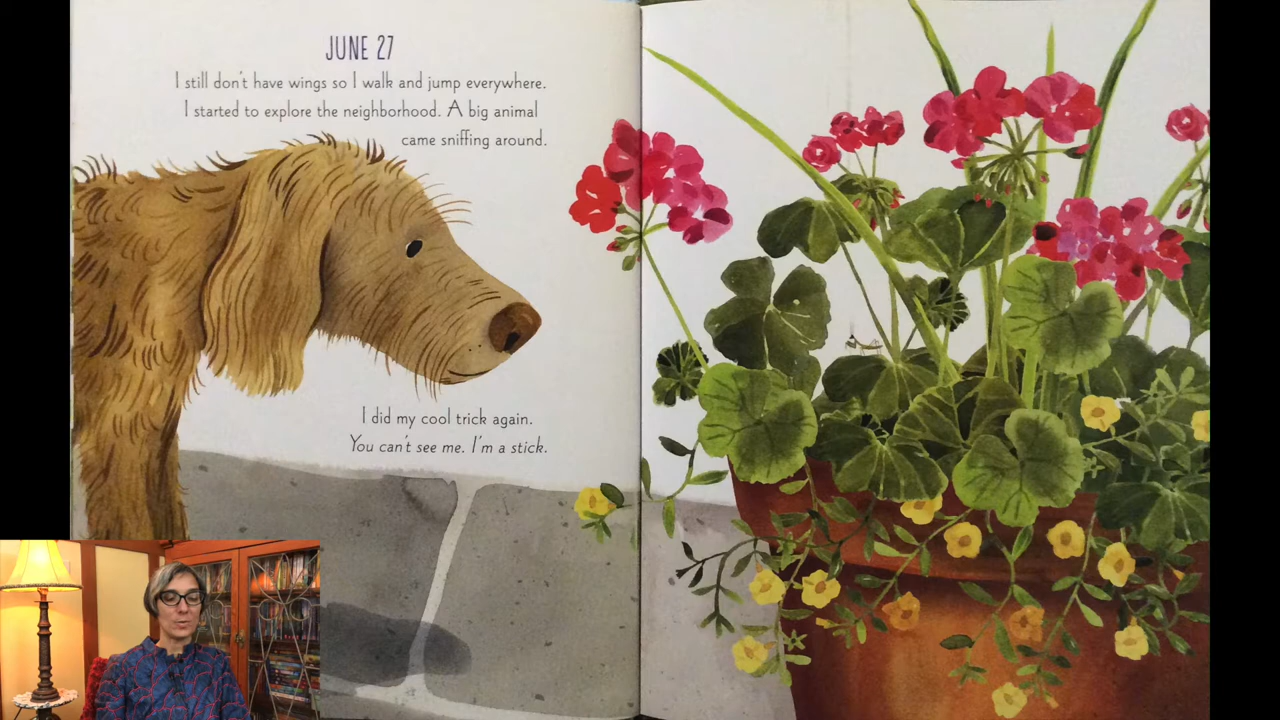 JUNE 27
I still don't have wings so I walk and jump everywhere.
I started to explore the neighborhood. A big animal
came sniffing around.
I did my cool trick again.
You can't see me. I'm a stick.